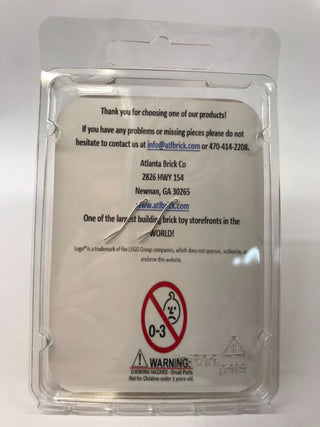 Thank you for choosing one of our products!
If you have any problems or missing pieces please do not
hesitate to contact us at info@atlbrick.com or 470-414-2208.
Atlanta Brick Co
2826 HWY 154
Newnan, GA 30265
www.atlbrick.com
One of the largest building brick toy storefronts in the
WORLD!
Lego® is a trademark of the LEGO Group companies, which does not sponsor, authorize, or
endorse this website.
0-3
WARNING:
CHOKING HAZARD - Small Parts
Not for Children under 3 years old.